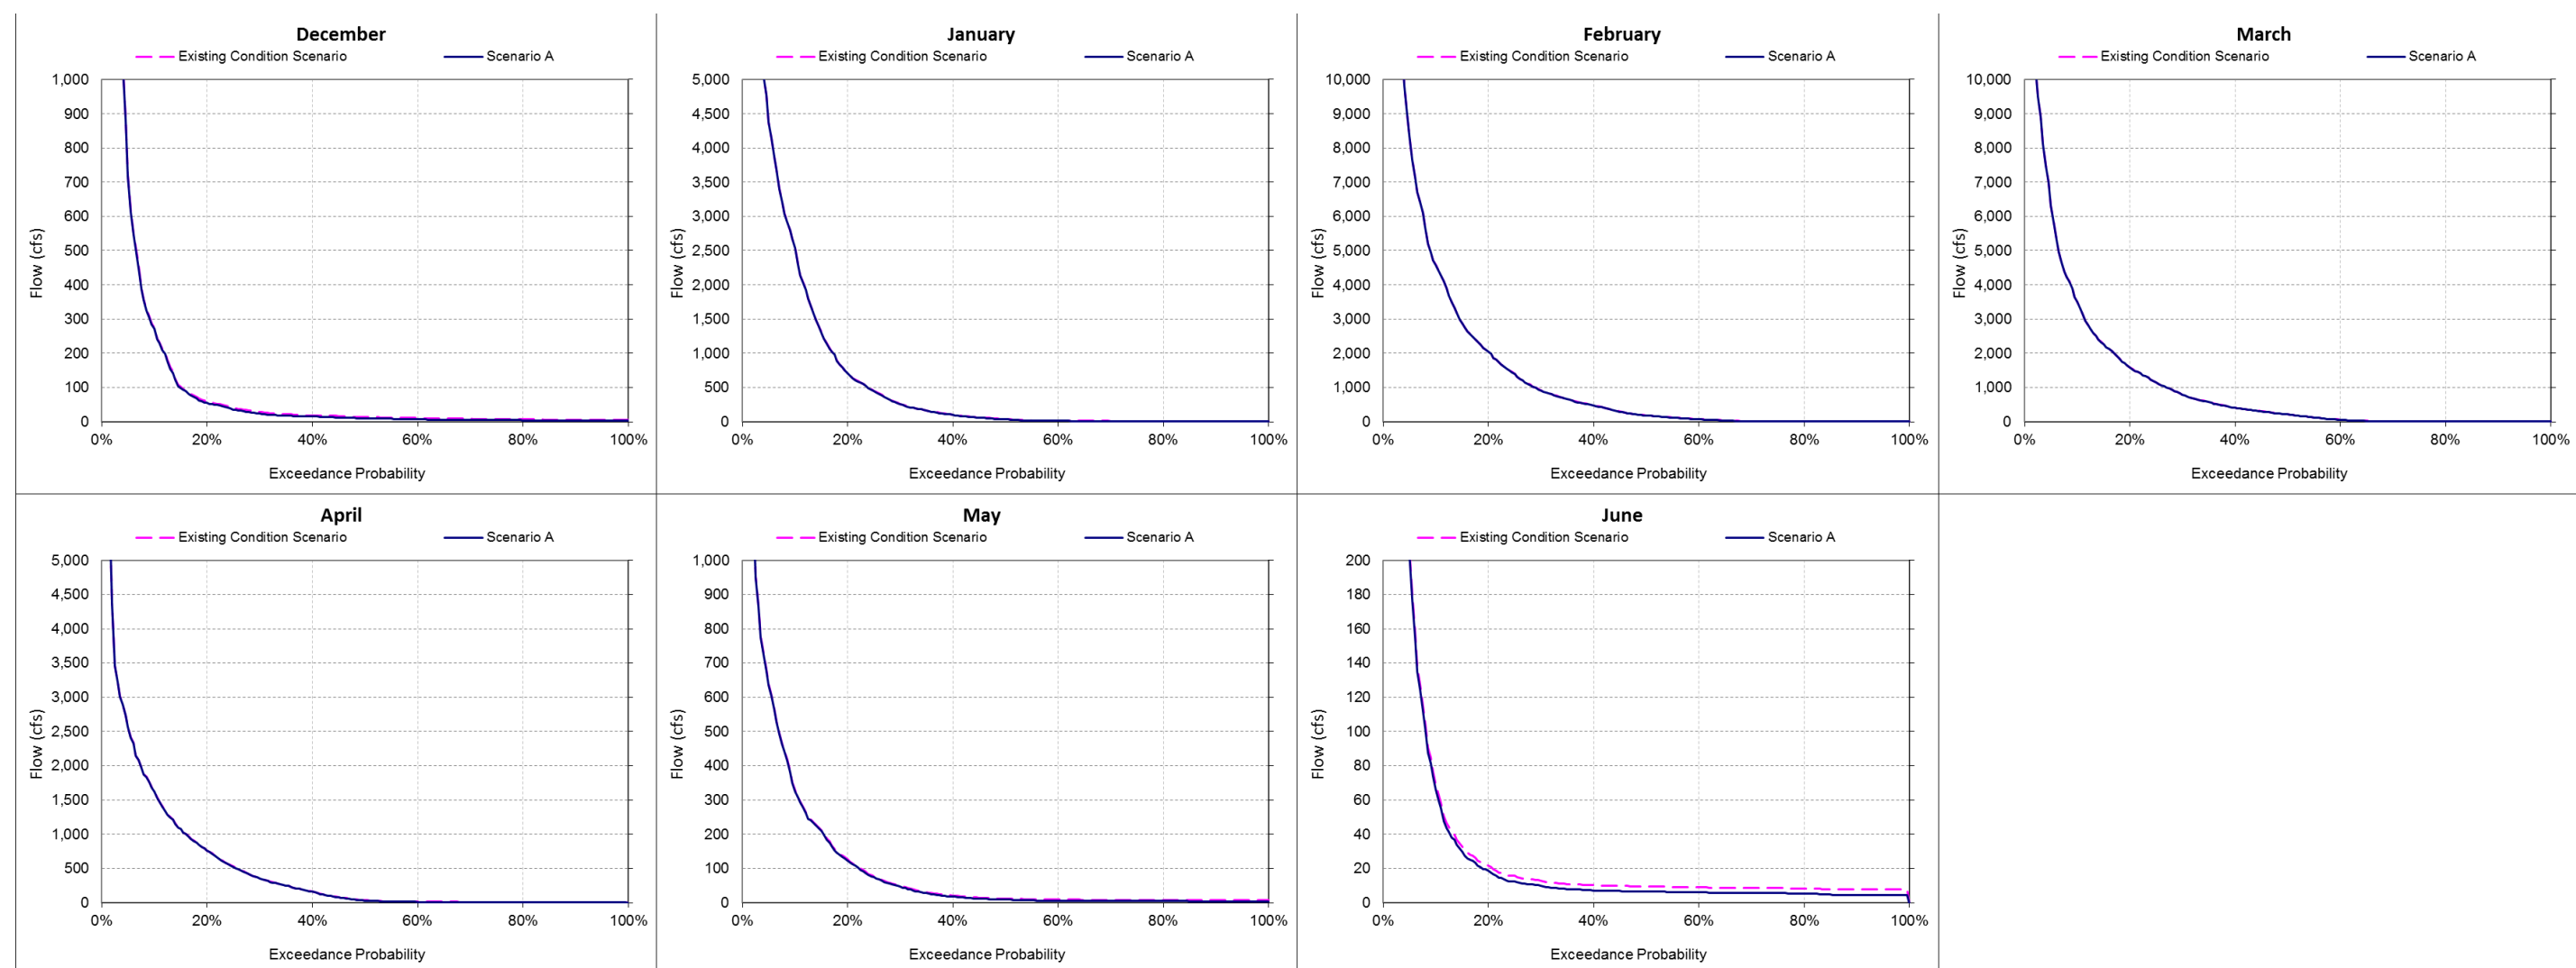 December
Existing Condition Scenario Scenario A
1,000
900
800
700
600
500
400
300
200
100
0
Flow (cfs)
0% 20% 40% 60% 80% 100%
Exceedance Probability
January
Existing Condition Scenario Scenario A
5,000
4,500
4,000
3,500
3,000
2,500
2,000
1,500
1,000
500
0
Flow (cfs)
0% 20% 40% 60% 80% 100%
Exceedance Probability
February
Existing Condition Scenario Scenario A
10,000
9,000
8,000
7,000
6,000
5,000
4,000
3,000
2,000
1,000
0
Flow (cfs)
0% 20% 40% 60% 80% 100%
Exceedance Probability
March
Existing Condition Scenario Scenario A
10,000
9,000
8,000
7,000
6,000
5,000
4,000
3,000
2,000
1,000
0
Flow (cfs)
0% 20% 40% 60% 80% 100%
Exceedance Probability
April
Existing Condition Scenario Scenario A
5,000
4,500
4,000
3,500
3,000
2,500
2,000
1,500
1,000
500
0
Flow (cfs)
0% 20% 40% 60% 80% 100%
Exceedance Probability
May
Existing Condition Scenario Scenario A
1,000
900
800
700
600
500
400
300
200
100
0
Flow (cfs)
0% 20% 40% 60% 80% 100%
Exceedance Probability
June
Existing Condition Scenario Scenario A
200
180
160
140
120
100
80
60
40
20
0
Flow (cfs)
0% 20% 40% 60% 80% 100%
Exceedance Probability